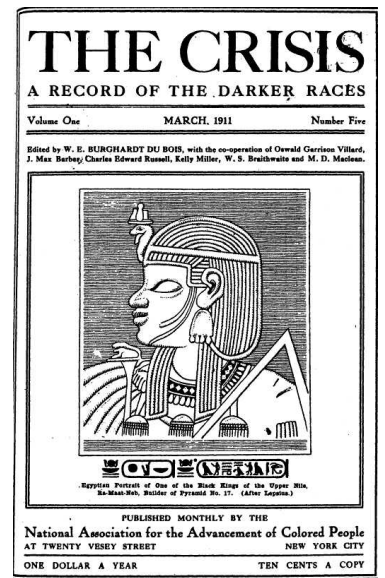 THE CRISIS
A RECORD OF THE DARKER RACES
Volume One MARCH, 1911 Number Five
Edited by W. E. BURGHARDT DU BOIS, with the co-operation of Oswald Garrison Villard,
J. Max Barber, Charles Edward Russell, Kelly Miller, W. S. Braithwaite and M. D. Maclean.
Egyptian Portrait of One of the Black Kings of the Upper Nile,
Ra-Maat-Neb, Builder of Pyramid No. 17. (After Lepsius.)
PUBLISHED MONTHLY BY THE
National Association for the Advancement of Colored People
AT TWENTY VESEY STREET NEW YORK CITY
ONE DOLLAR A YEAR TEN CENTS A COPY